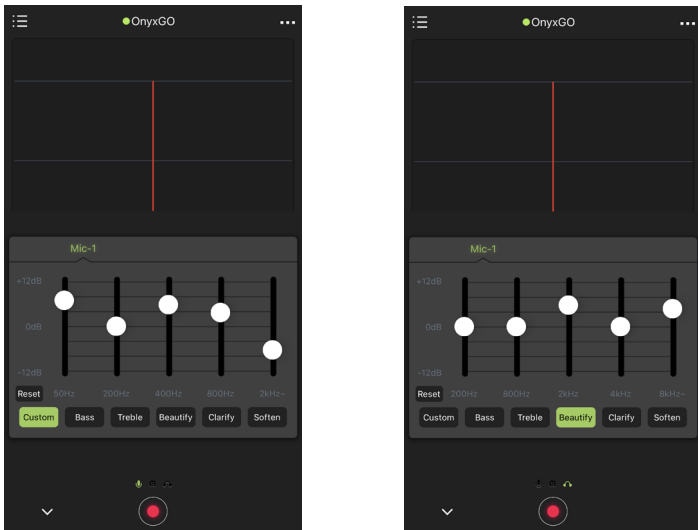 OnyxGO
Mic-1
+12dB
0dB
-12dB
Reset 50Hz 200Hz 400Hz 800Hz 2kHz~
Custom Bass Treble Beautify Clarify Soften
OnyxGO
Mic-1
+12dB
0dB
-12dB
Reset 200Hz 800Hz 2kHz 4kHz 8kHz~
Custom Bass Treble Beautify Clarify Soften